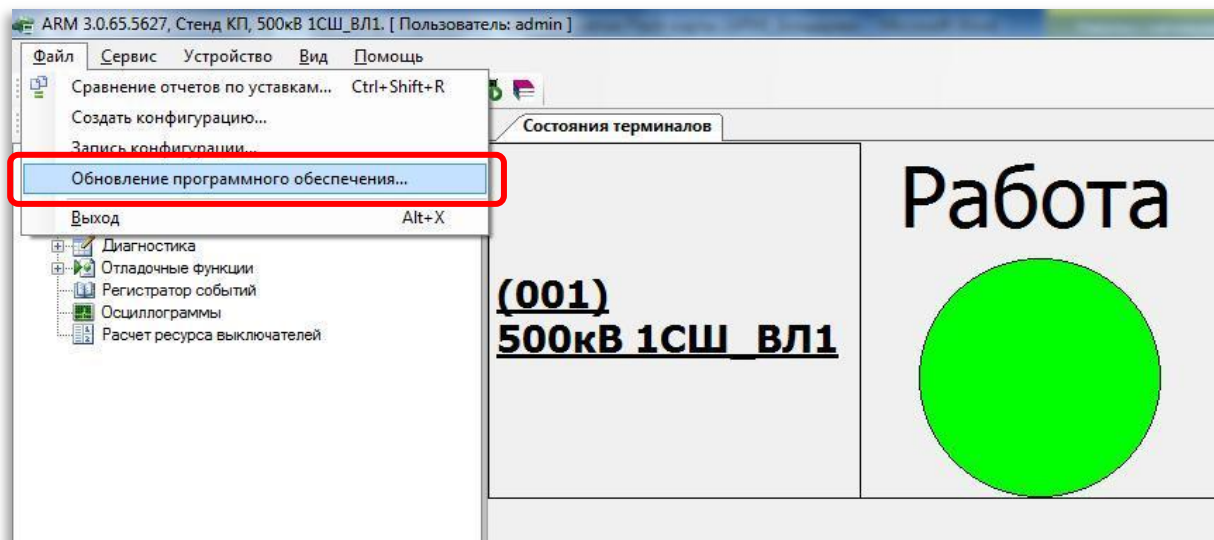 ARM 3.0.65.5627, Стенд КП, 500кВ 1СШ_ВЛ1. [ Пользователь: admin ]
Файл Сервис Устройство Вид Помощь
Сравнение отчетов по уставкам... Ctrl+Shift+R
Создать конфигурацию...
Запись конфигурации...
Обновление программного обеспечения...
Выход Alt+X
Диагностика
Отладочные функции
Регистратор событий
Осциллограммы
Расчет ресурса выключателей
Состояния терминалов
(001)
500кВ 1СШ_ВЛ1
Работа